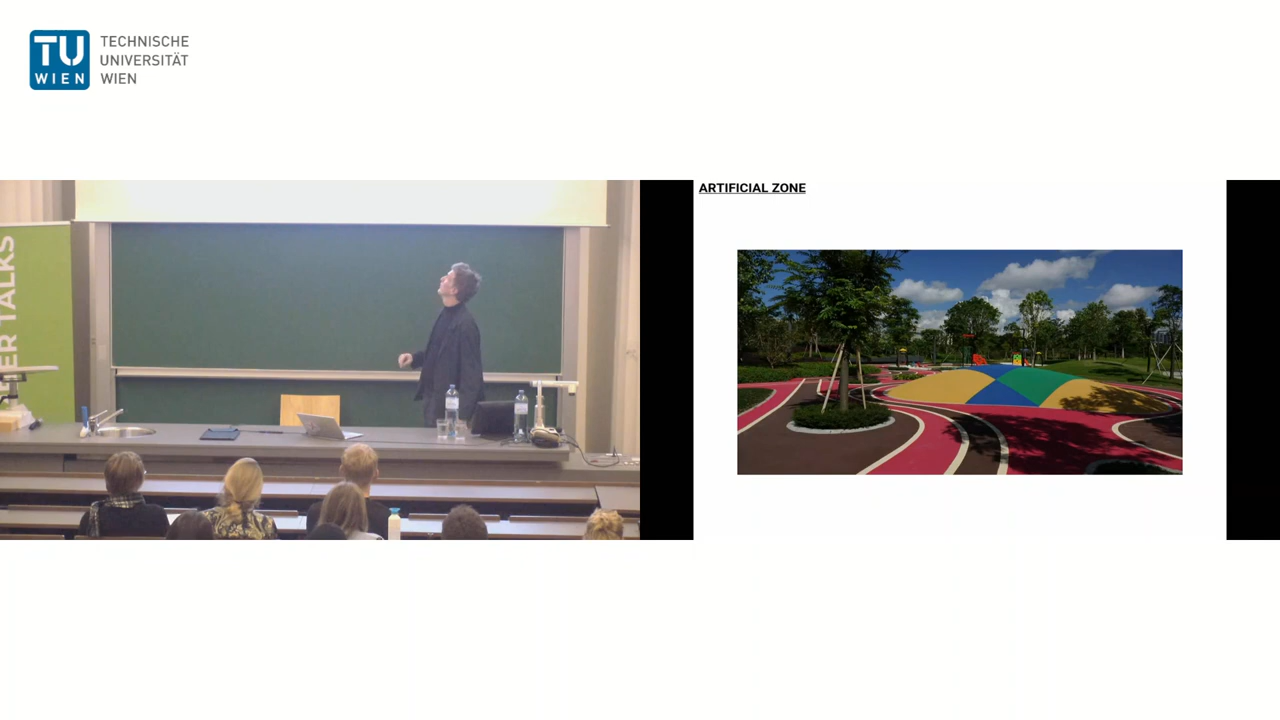 TU
WIEN
TECHNISCHE
UNIVERSITÄT
WIEN
ARTIFICIAL ZONE
ER TALKS